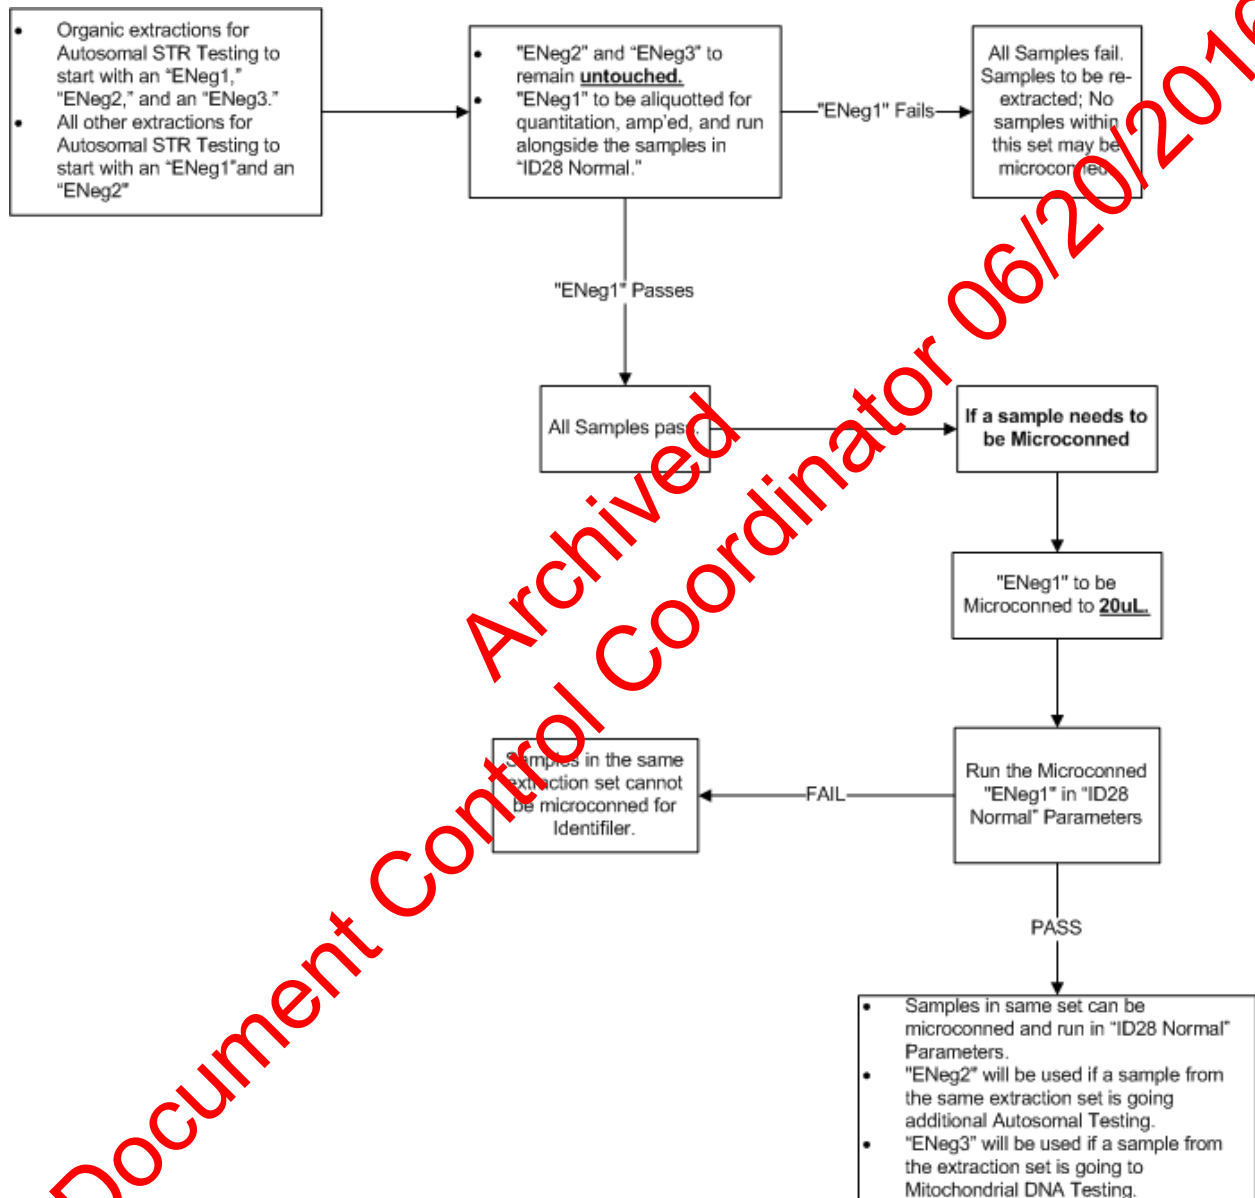 • Organic extractions for
Autosomal STR Testing to
start with an “ENeg1,”
“ENeg2,” and an “ENeg3.”
• All other extractions for
Autosomal STR Testing to
start with an “ENeg1”and an
“ENeg2”
• "ENeg2" and “ENeg3” to
remain untouched.
• "ENeg1" to be aliquotted for
quantitation, amp'ed, and run
alongside the samples in
“ID28 Normal.”
"ENeg1" Fails
All Samples fail.
Samples to be re-
extracted; No
samples within
this set may be
microconned.
"ENeg1" Passes
All Samples pass.
If a sample needs to
be Microconned
"ENeg1" to be
Microconned to 20uL.
Run the Microconned
"ENeg1" in “ID28
Normal” Parameters
FAIL
Samples in the same
extraction set cannot
be microconned for
Identifiler.
PASS
• Samples in same set can be
microconned and run in “ID28 Normal”
Parameters.
• "ENeg2" will be used if a sample from
the same extraction set is going
additional Autosomal Testing.
• “ENeg3” will be used if a sample from
the extraction set is going to
Mitochondrial DNA Testing.
Archived
Document Control Coordinator 06/20/2016